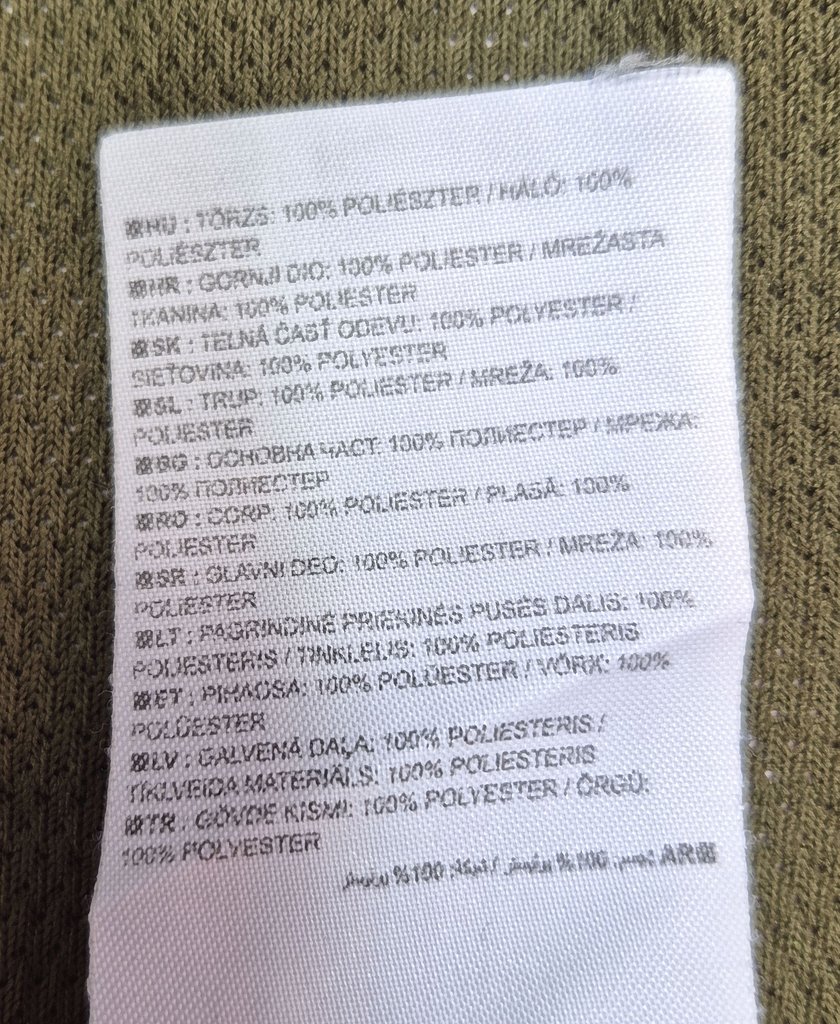 HU : TÖRZS: 100% POLIÉSZTER / HÁLÓ: 100%
POLIÉSZTER
HR : GORNJI DIO: 100% POLIESTER / MREŽASTA
TKANINA: 100% POLIESTER
SK : TELNÁ ČASŤ ODEVU: 100% POLYESTER /
SIEŤOVINA: 100% POLYESTER
SL : TRUP: 100% POLIESTER / MREŽA: 100%
POLIESTER
BG : ОСНОВНА ЧАСТ: 100% ПОЛИЕСТЕР / МРЕЖА:
100% ПОЛИЕСТЕР
RO : CORP: 100% POLIESTER / PLASĂ: 100%
POLIESTER
SR : GLAVNI DEO: 100% POLIESTER / MREŽA: 100%
POLIESTER
LT : PAGRINDINĖ PRIEKINĖS PUSĖS DALIS: 100%
POLIESTERIS / TINKLELIS: 100% POLIESTERIS
ET : PIHAOSA: 100% POLÜESTER / VÕRK: 100%
POLÜESTER
LV : GALVENĀ DAĻA: 100% POLIESTERIS /
TĪKLVEIDA MATERIĀLS: 100% POLIESTERIS
TR : GÖVDE KISMI: 100% POLYESTER / ÖRGÜ:
100% POLYESTER
AR : 100% / : 100%